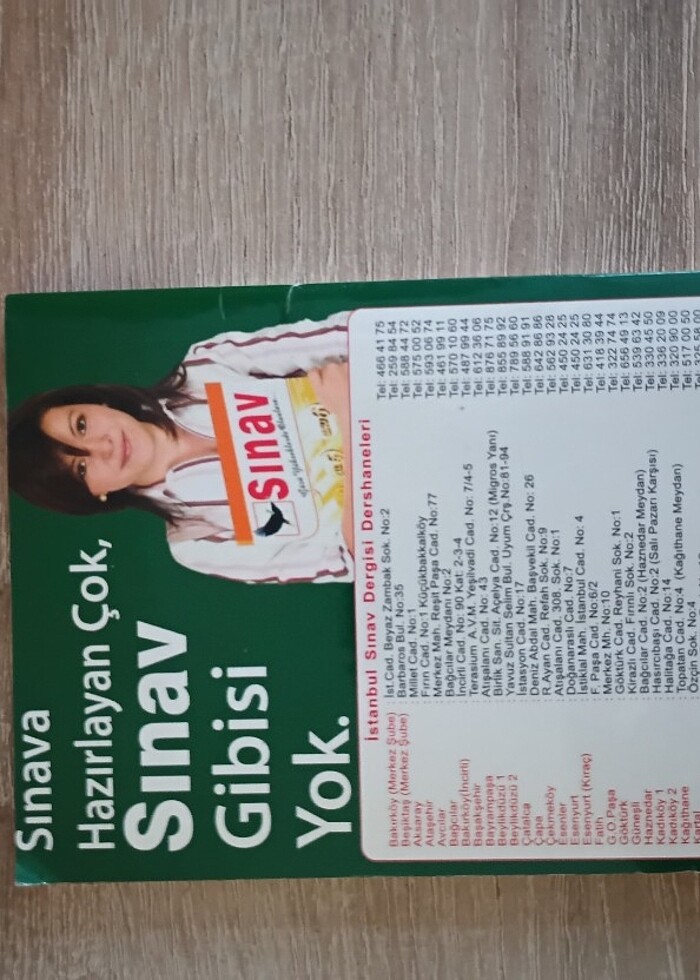 Sınava
Hazırlayan Çok,
Sınav
Gibisi
Yok.
Sınav
İstanbul Sınav Dergisi Dershaneleri
Bakırköy (Merkez Şube) : İst.Cad. Beyaz Zambak Sok. No:2 Tel: 466 41 75
Beşiktaş (Merkez Şube) : Barbaros Bul. No:35 Tel: 259 84 54
Aksaray : Millet Cad. No:1 Tel: 588 44 72
Ataşehir : Fırın Cad. No:1 Küçükbakkalköy Tel: 575 00 52
Avcılar : Merkez Mah. Reşit Paşa Cad. No:77 Tel: 593 06 74
Bağcılar : Bağcılar Meydanı No:2 Tel: 461 99 11
Bakırköy(İncirli) : İncirli Cad. No: 90 Kat: 2-3-4 Tel: 570 10 60
Başakşehir : Terasium A.V.M. Yeşilvadi Cad. No: 7/4-5 Tel: 487 99 44
Bayrampaşa : Atışalanı Cad. No: 43 Tel: 612 36 06
Beylikdüzü 1 : Birlik San. Sit. Açelya Cad. No:12 (Migros Yanı) Tel: 876 71 75
Beylikdüzü 2 : Yavuz Sultan Selim Bul. Uyum Çrş.No:81-94 Tel: 855 89 92
Çatalca : İstasyon Cad. No:17 Tel: 789 56 60
Çapa : Deniz Abdal Mah. Başvekil Cad. No: 26 Tel: 588 91 91
Çekmeköy : R.Ayan Cad. Refah Sok. No:9 Tel: 642 86 86
Esenler : Atışalanı Cad. 308. Sok. No:1 Tel: 562 93 28
Esenyurt : Doğanaraslı Cad. No:7 Tel: 450 24 25
Esenyurt (Kıraç) : İstiklal Mah. İstanbul Cad. No: 4 Tel: 450 24 25
Fatih : F. Paşa Cad. No:6/2 Tel: 631 30 80
G.O.Paşa : Merkez Mh. No:10 Tel: 418 39 44
Göktürk : Göktürk Cad. Reyhani Sok. No:1 Tel: 322 74 74
Güneşli : Kirazlı Cad. Fırınlı Sok. No:2 Tel: 656 49 13
Haznedar : Bağcılar Cad. No:2 (Haznedar Meydan) Tel: 539 63 42
Kadıköy 1 : Hasırcıbaşı Cad. No:2 (Salı Pazarı Karşısı) Tel: 330 45 50
Kadıköy 2 : Halitağa Cad. No:14 Tel: 336 20 09
Kağıthane : Topatan Cad. No:4 (Kağıthane Meydan) Tel: 321 90 00
Kartal : Özçin Sok. No: Tel: 517 00 50